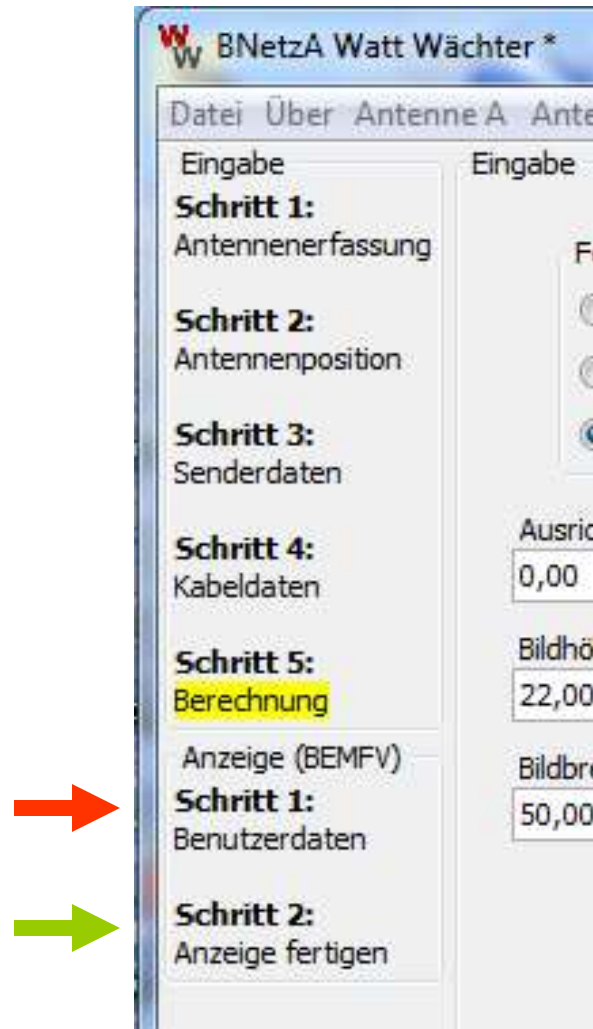 BNetzA Watt Wächter *
Datei Über Antenne A
Eingabe
Schritt 1:
Antennenerfassung
Schritt 2:
Antennenposition
Schritt 3:
Senderdaten
Schritt 4:
Kabeldaten
Schritt 5:
Berechnung
Anzeige (BEMFV)
Schritt 1:
Benutzerdaten
Schritt 2:
Anzeige fertigen
Eingabe
0,00
22,00
50,00